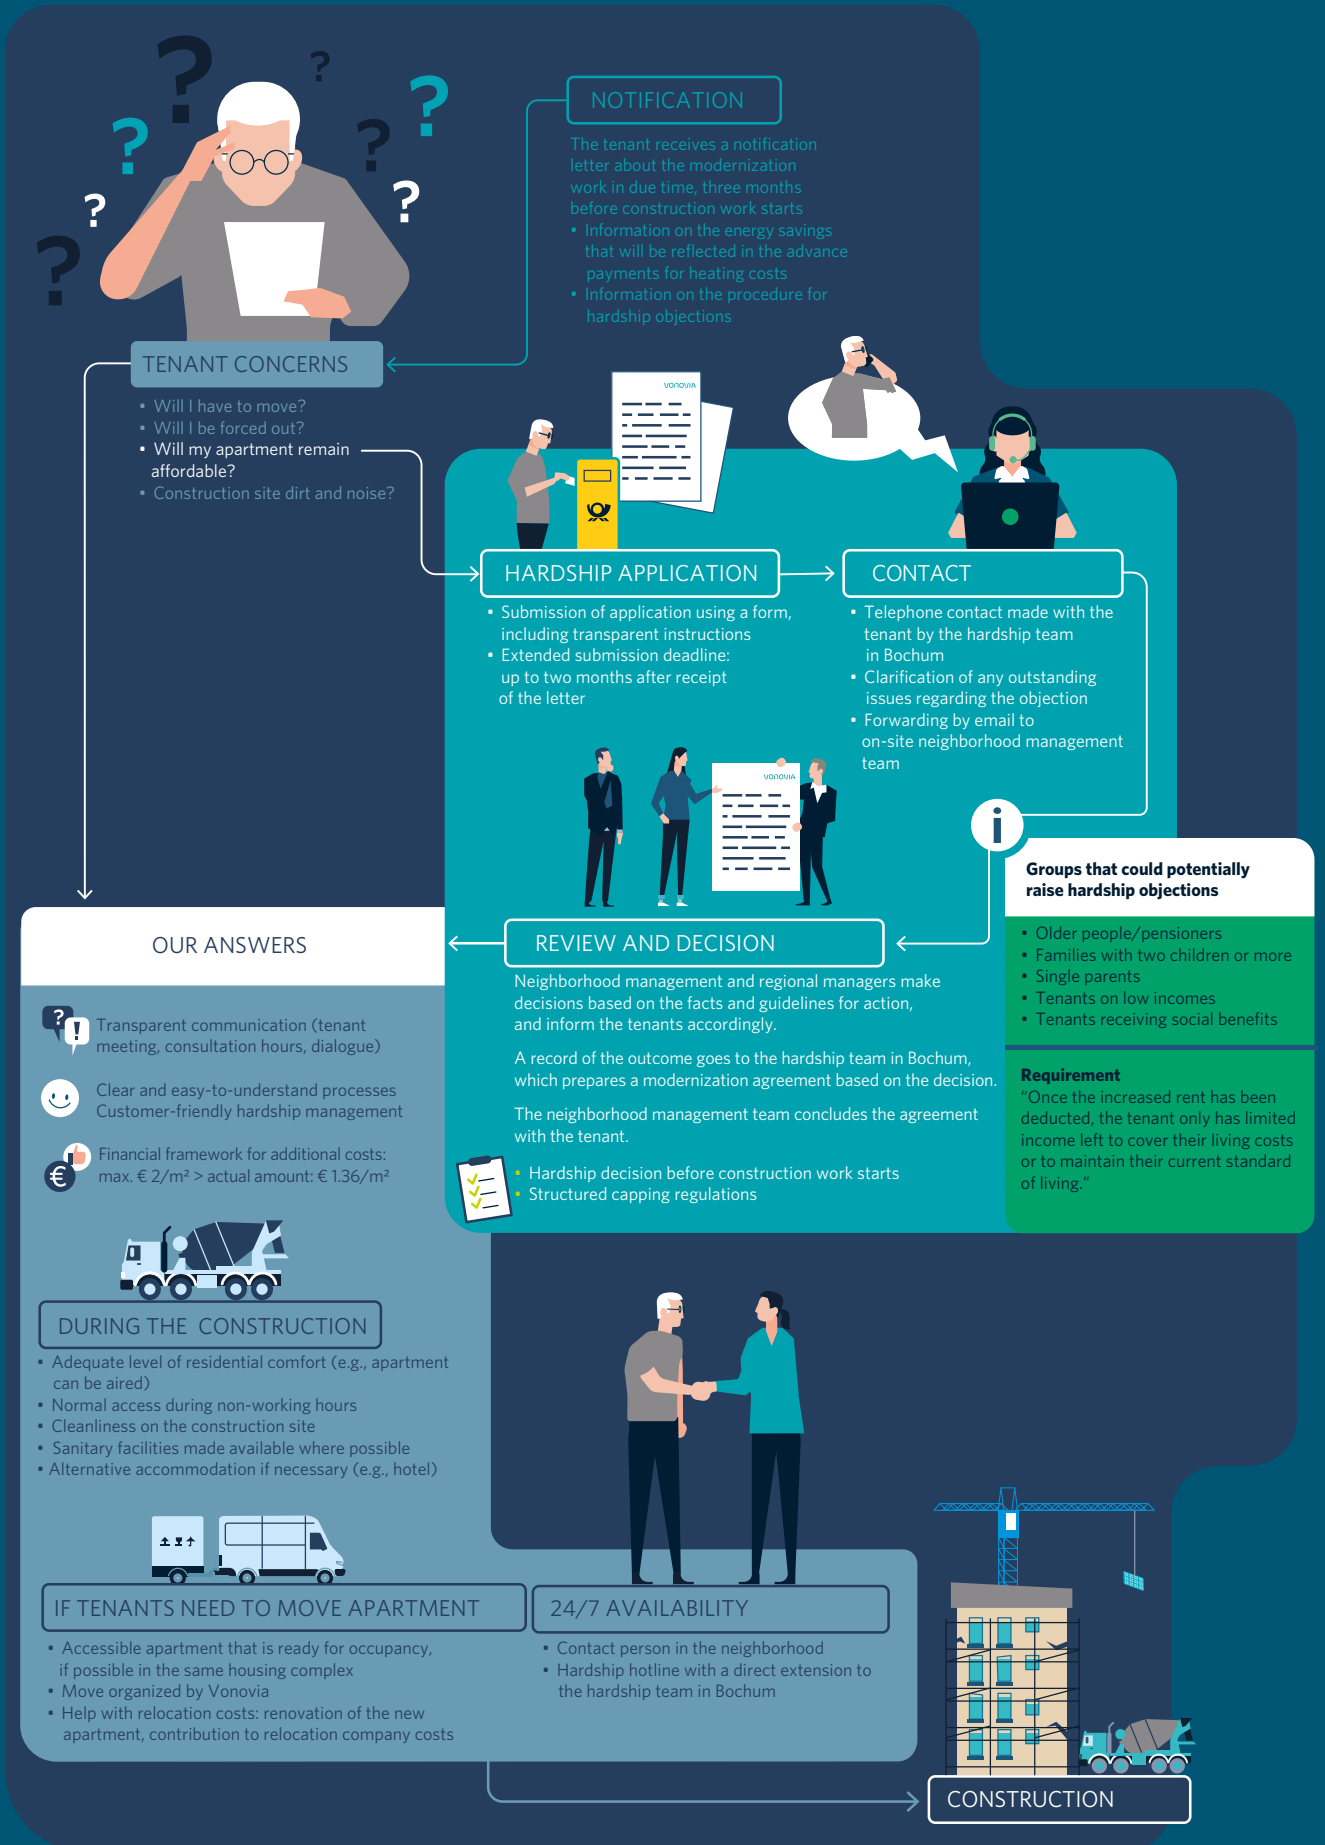 NOTIFICATION
The tenant receives a notification
letter about the modernization
work in due time, three months
before construction work starts
• Information on the energy savings
that will be reflected in the advance
payments for heating costs
• Information on the procedure for
hardship objections
? ? ? ? ? ? ? ?
TENANT CONCERNS
• Will I have to move?
• Will I be forced out?
• Will my apartment remain
affordable?
• Construction site dirt and noise?
VONOVIA
HARDSHIP APPLICATION
• Submission of application using a form,
including transparent instructions
• Extended submission deadline:
up to two months after receipt
of the letter
CONTACT
• Telephone contact made with the
tenant by the hardship team
in Bochum
• Clarification of any outstanding
issues regarding the objection
• Forwarding by email to
on-site neighborhood management
team
VONOVIA
i
Groups that could potentially
raise hardship objections
• Older people/pensioners
• Families with two children or more
• Single parents
• Tenants on low incomes
• Tenants receiving social benefits
Requirement
“Once the increased rent has been
deducted, the tenant only has limited
income left to cover their living costs
or to maintain their current standard
of living.”
REVIEW AND DECISION
Neighborhood management and regional managers make
decisions based on the facts and guidelines for action,
and inform the tenants accordingly.
A record of the outcome goes to the hardship team in Bochum,
which prepares a modernization agreement based on the decision.
The neighborhood management team concludes the agreement
with the tenant.
• Hardship decision before construction work starts
• Structured capping regulations
OUR ANSWERS
? !
Transparent communication (tenant
meeting, consultation hours, dialogue)
Clear and easy-to-understand processes
Customer-friendly hardship management
€
Financial framework for additional costs:
max. € 2/m² > actual amount: € 1.36/m²
DURING THE CONSTRUCTION
• Adequate level of residential comfort (e.g., apartment
can be aired)
• Normal access during non-working hours
• Cleanliness on the construction site
• Sanitary facilities made available where possible
• Alternative accommodation if necessary (e.g., hotel)
IF TENANTS NEED TO MOVE APARTMENT
• Accessible apartment that is ready for occupancy,
if possible in the same housing complex
• Move organized by Vonovia
• Help with relocation costs: renovation of the new
apartment, contribution to relocation company costs
24/7 AVAILABILITY
• Contact person in the neighborhood
• Hardship hotline with a direct extension to
the hardship team in Bochum
CONSTRUCTION